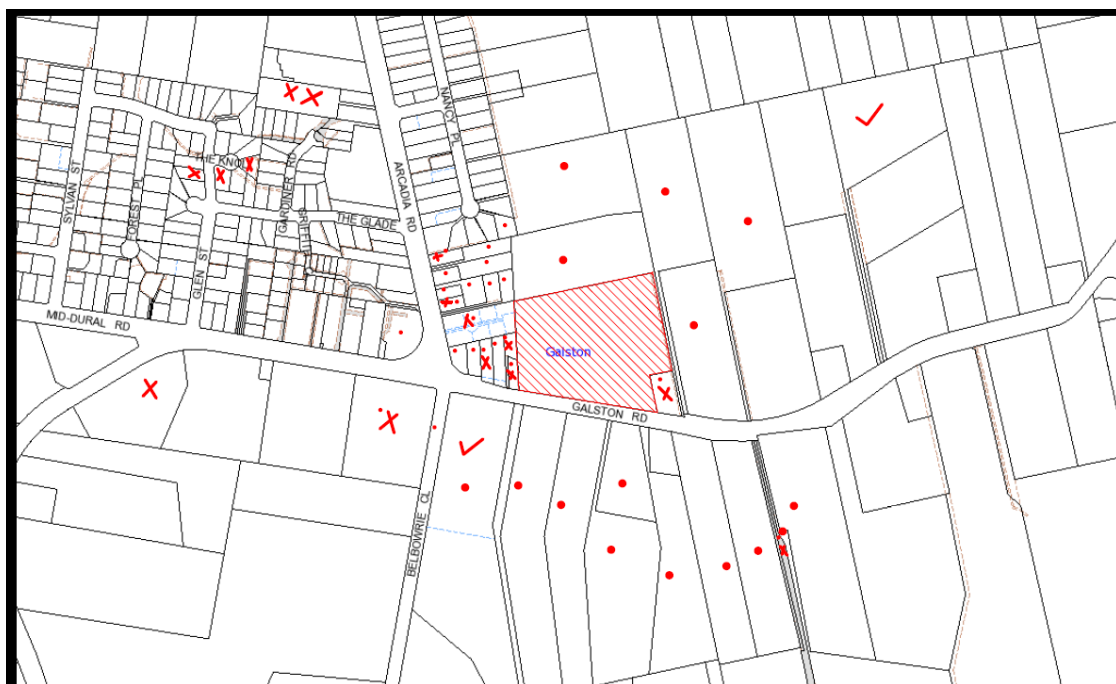 NANCY PL
THE KNOLL
GARDINER RD
ARCADIA RD
SYLVAN ST
FOREST PL
THE GLADE
GRIFFITH
GLEN ST
MID-DURAL RD
Galston
GALSTON RD
BELBOWRIE CL